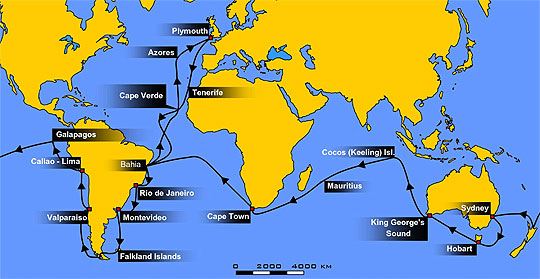 Plymouth
Azores
Cape Verde
Tenerife
Galapagos
Cocos (Keeling) Isl.
Callao - Lima
Bahia
Rio de Janeiro
Mauritius
Valparaiso
Montevideo
Cape Town
King George's
Sound
Sydney
Hobart
Falkland Islands
0 2000 4000 KM